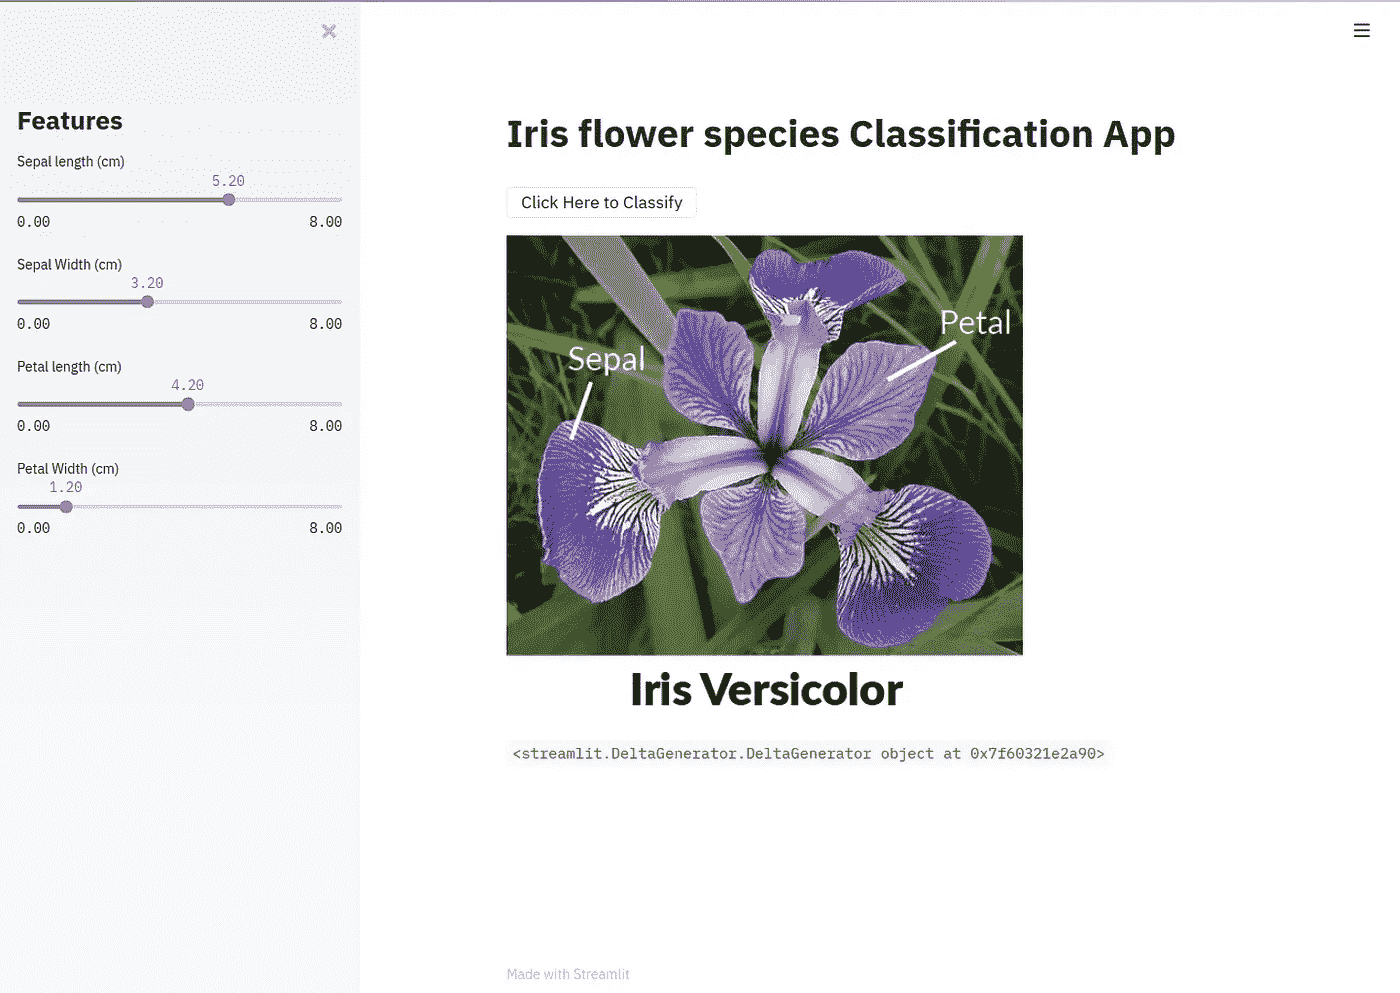 Features
Sepal length (cm)
5.20
0.00 8.00
Sepal Width (cm)
3.20
0.00 8.00
Petal length (cm)
4.20
0.00 8.00
Petal Width (cm)
1.20
0.00 8.00
Iris flower species Classification App
Click Here to Classify
Petal
Sepal
Iris Versicolor
<streamlit.DeltaGenerator.DeltaGenerator object at 0x7f60321e2a90>
Made with Streamlit